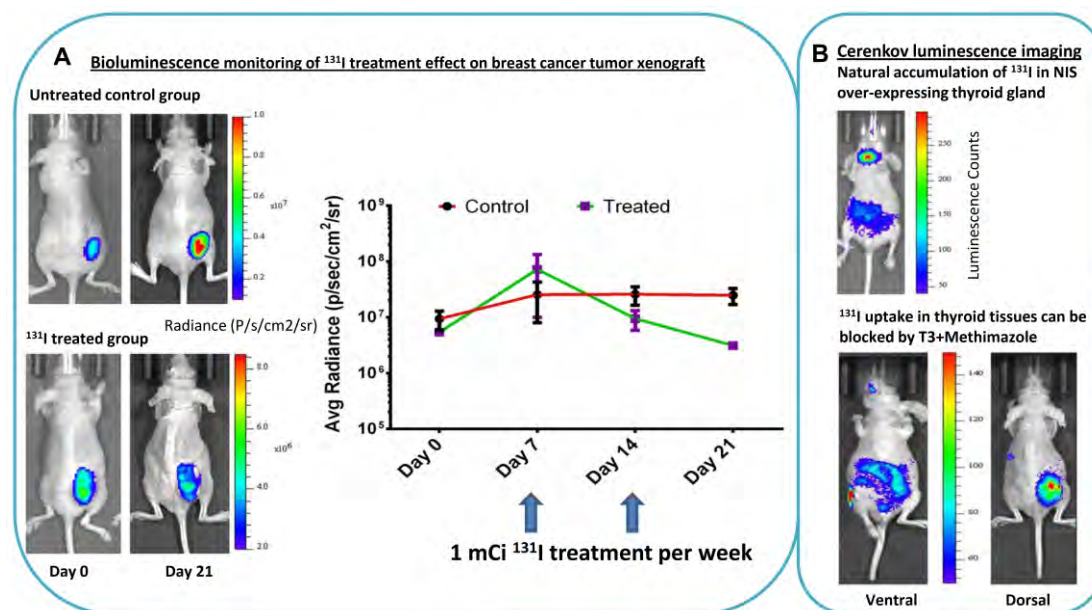 A Bioluminescence monitoring of ¹³¹I treatment effect on breast cancer tumor xenograft
Untreated control group
1.0
0.8
0.6
0.4
0.2
x10⁷
Radiance (P/s/cm2/sr)
¹³¹I treated group
8.0
6.0
4.0
2.0
x10⁶
Day 0
Day 21
Control
Treated
Avg Radiance (p/sec/cm²/sr)
10⁹
10⁸
10⁷
10⁶
10⁵
Day 0
Day 7
Day 14
Day 21
1 mCi ¹³¹I treatment per week
B Cerenkov luminescence imaging
Natural accumulation of ¹³¹I in NIS
over-expressing thyroid gland
250
200
150
100
50
Luminescence Counts
¹³¹I uptake in thyroid tissues can be
blocked by T3+Methimazole
140
120
100
80
60
Ventral
Dorsal